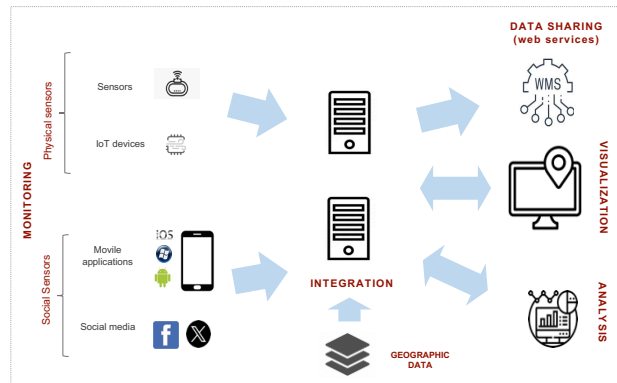 DATA SHARING
(web services)
WMS
MONITORING
Physical sensors
Sensors
IoT devices
Social Sensors
iOS
Movile
applications
Social media
f
X
INTEGRATION
GEOGRAPHIC
DATA
VISUALIZATION
ANALYSIS